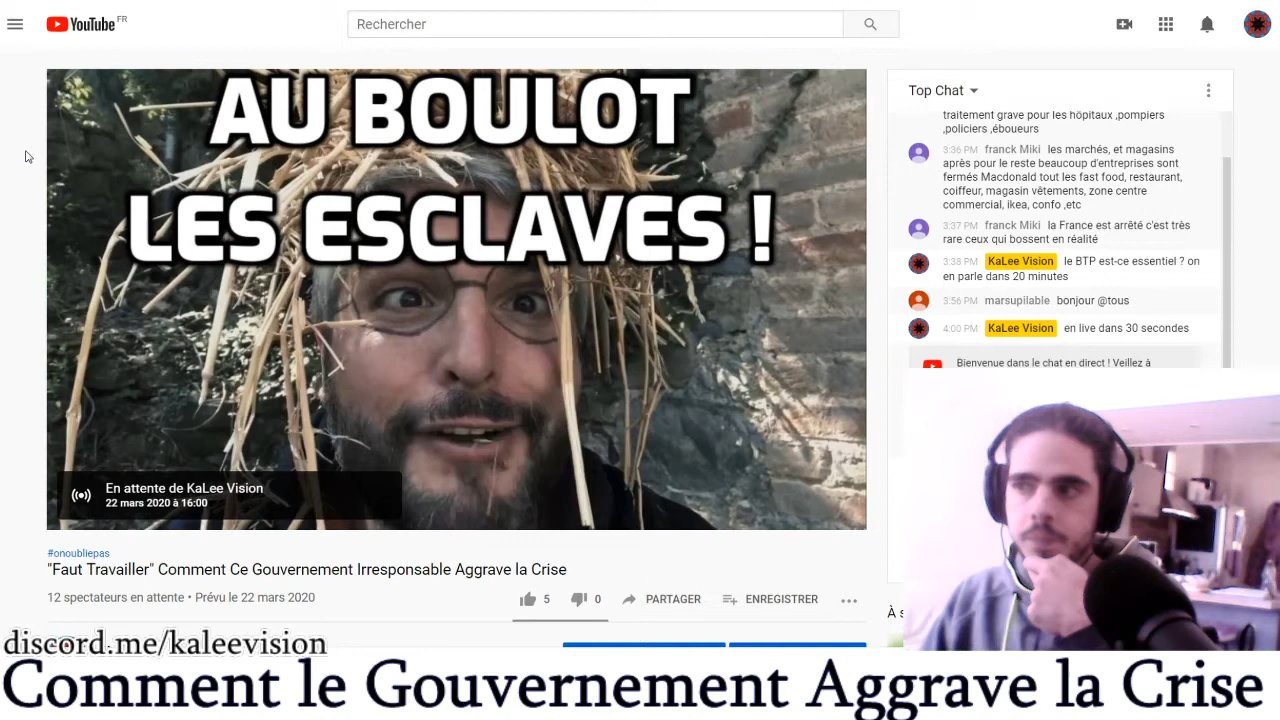 YouTube FR
Rechercher
AU BOULOT
LES ESCLAVES !
En attente de KaLee Vision
22 mars 2020 à 16:00
#onoubliepas
"Faut Travailler" Comment Ce Gouvernement Irresponsable Aggrave la Crise
12 spectateurs en attente • Prévu le 22 mars 2020
5
0
PARTAGER
ENREGISTRER
Top Chat
traitement grave pour les hôpitaux ,pompiers
,policiers ,éboueurs
3:36 PM franck Miki les marchés, et magasins
après pour le reste beaucoup d'entreprises sont
fermés Macdonald tout les fast food, restaurant,
coiffeur, magasin vêtements, zone centre
commercial, ikea, confo ,etc
3:37 PM franck Miki la France est arrêté c'est très
rare ceux qui bossent en réalité
3:38 PM KaLee Vision le BTP est-ce essentiel ? on
en parle dans 20 minutes
3:56 PM marsupilable bonjour @tous
4:00 PM KaLee Vision en live dans 30 secondes
Bienvenue dans le chat en direct ! Veillez à
À s
discord.me/kaleevision
Comment le Gouvernement Aggrave la Crise